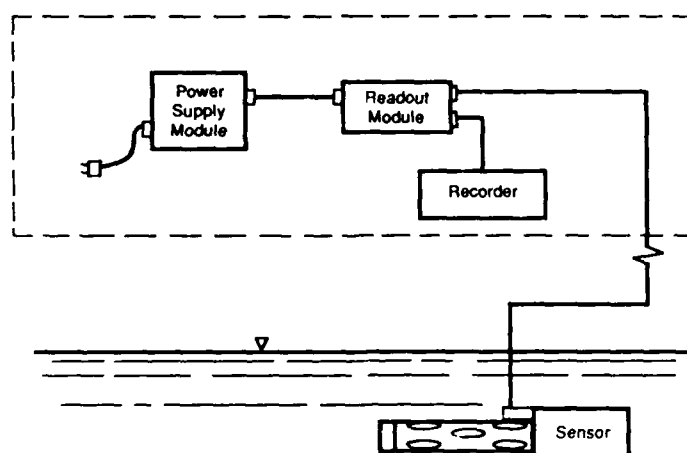 Power
Supply
Module
Readout
Module
Recorder
Sensor